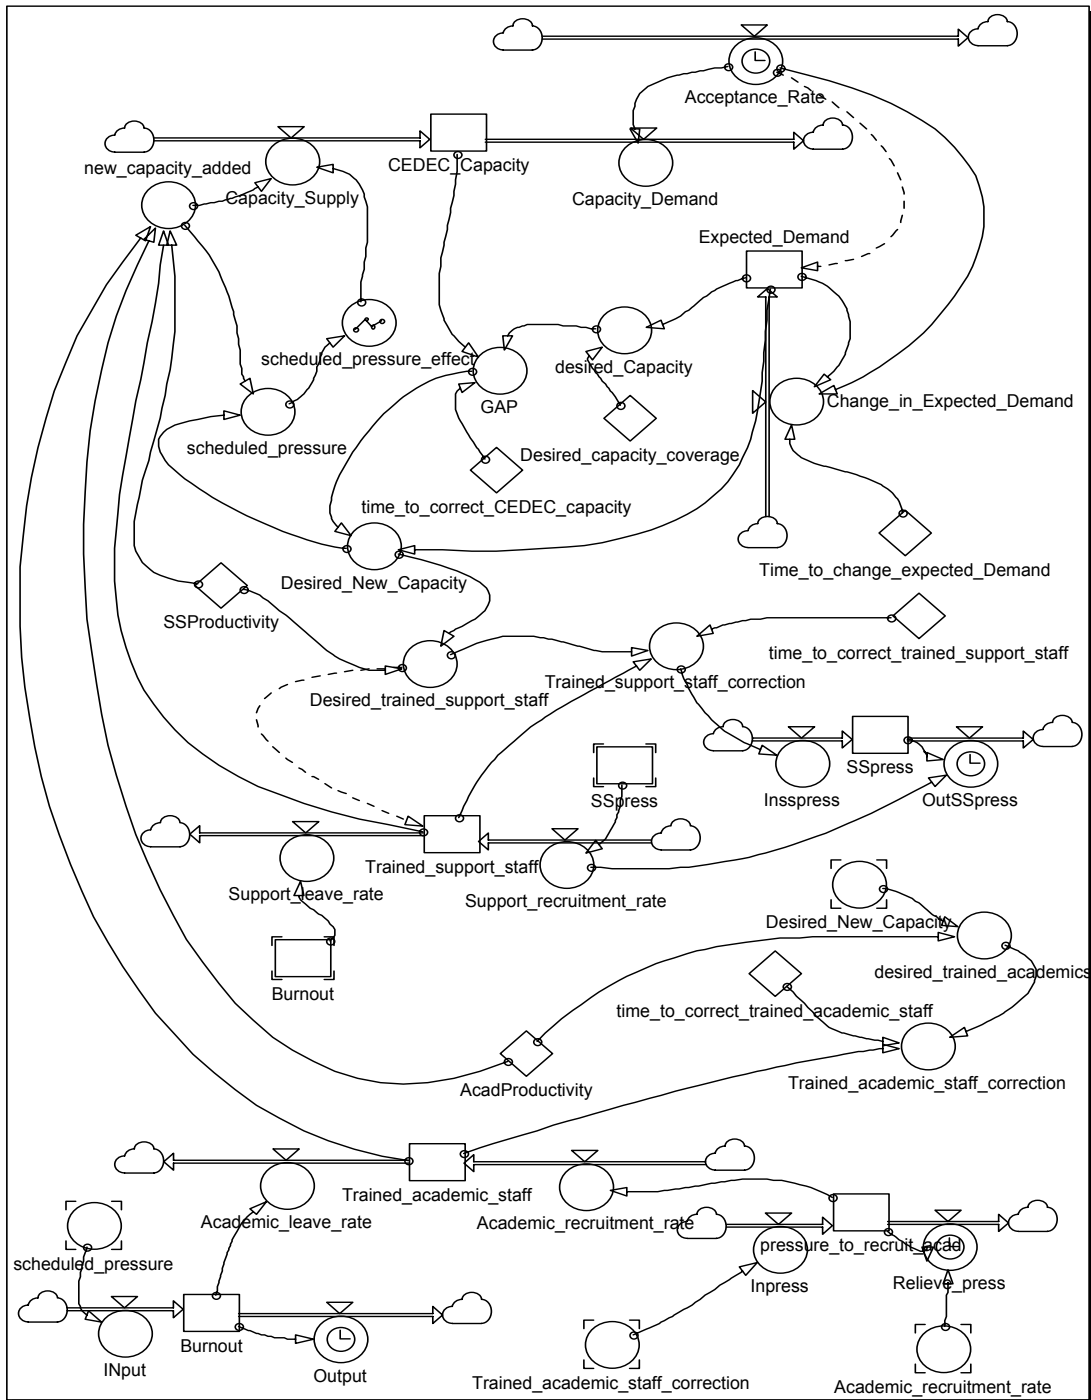 Acceptance_Rate
new_capacity_added
CEDEC_Capacity
Capacity_Supply
Capacity_Demand
Expected_Demand
scheduled_pressure_effect
desired_Capacity
GAP
Change_in_Expected_Demand
scheduled_pressure
Desired_capacity_coverage
time_to_correct_CEDEC_capacity
Desired_New_Capacity
Time_to_change_expected_Demand
SSProductivity
time_to_correct_trained_support_staff
Desired_trained_support_staff
Trained_support_staff_correction
SSpress
SSpress
Insspress
OutSSpress
Trained_support_staff
Support_leave_rate
Support_recruitment_rate
Desired_New_Capacity
desired_trained_academics
Burnout
time_to_correct_trained_academic_staff
AcadProductivity
Trained_academic_staff_correction
Trained_academic_staff
Academic_leave_rate
Academic_recruitment_rate
pressure_to_recruit_acad
scheduled_pressure
Inpress
Relieve_press
INput
Burnout
Output
Trained_academic_staff_correction
Academic_recruitment_rate